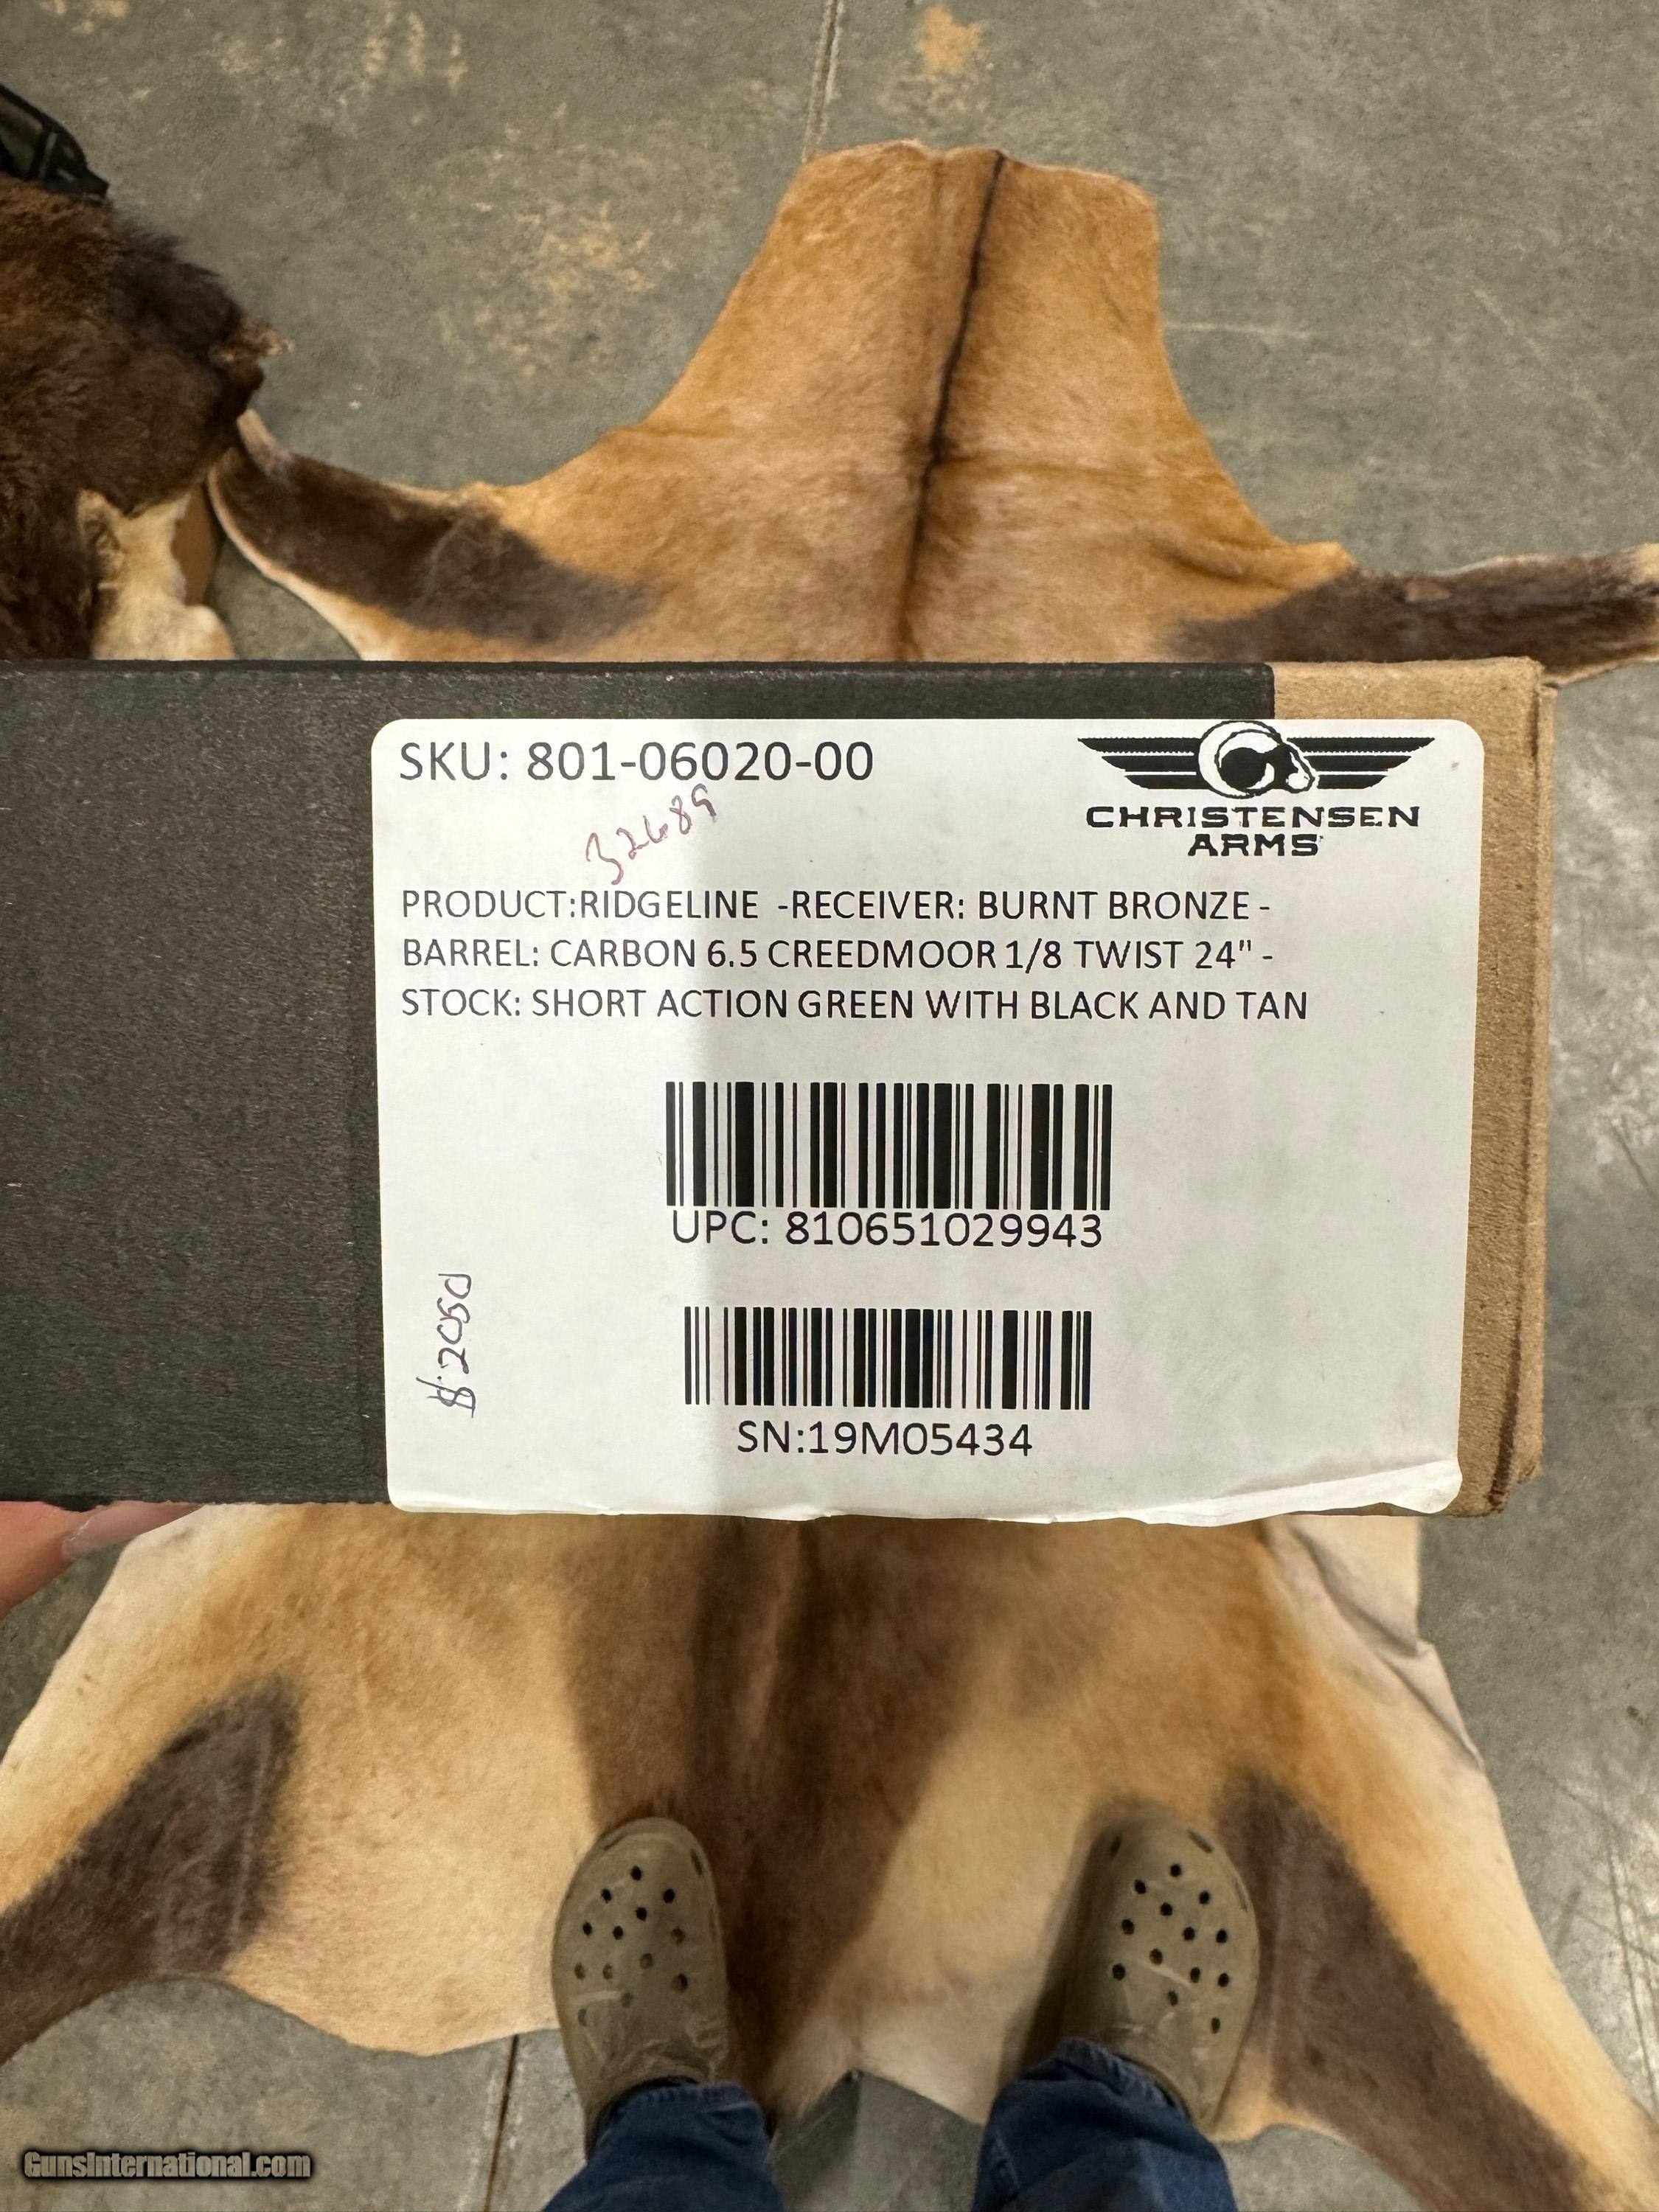 SKU: 801-06020-00
CHRISTENSEN
ARMS
32689
PRODUCT:RIDGELINE -RECEIVER: BURNT BRONZE -
BARREL: CARBON 6.5 CREEDMOOR 1/8 TWIST 24" -
STOCK: SHORT ACTION GREEN WITH BLACK AND TAN
UPC: 810651029943
$2050
SN:19M05434
GunsInternational.com